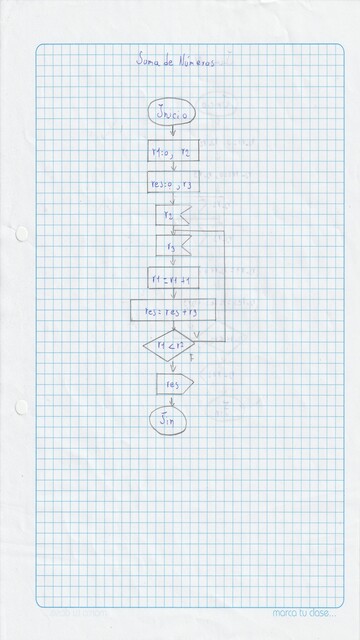 Suma de Números
Inicio
r1:0, r2
res:0, r3
r2
r3
r1 = r1+1
res= res+r3
r1 < r2
V
F
res
Fin
marca tu clase...